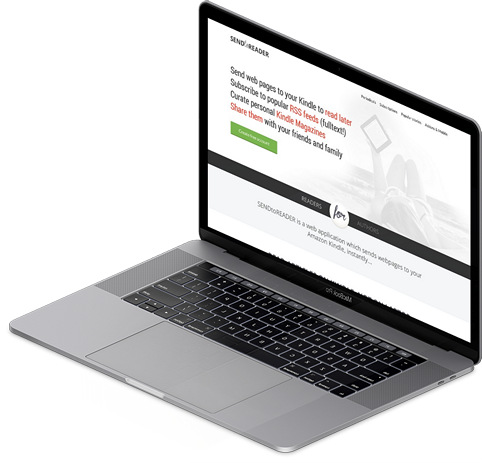 SENDtoREADER
Send web pages to your Kindle to read later
Subscribe to popular RSS feeds (fulltext!)
Curate personal Kindle Magazines
Share them with your friends and family
READERS for AUTHORS
SENDtoREADER is a web application which sends webpages to your
Amazon Kindle, instantly...
MacBook Pro